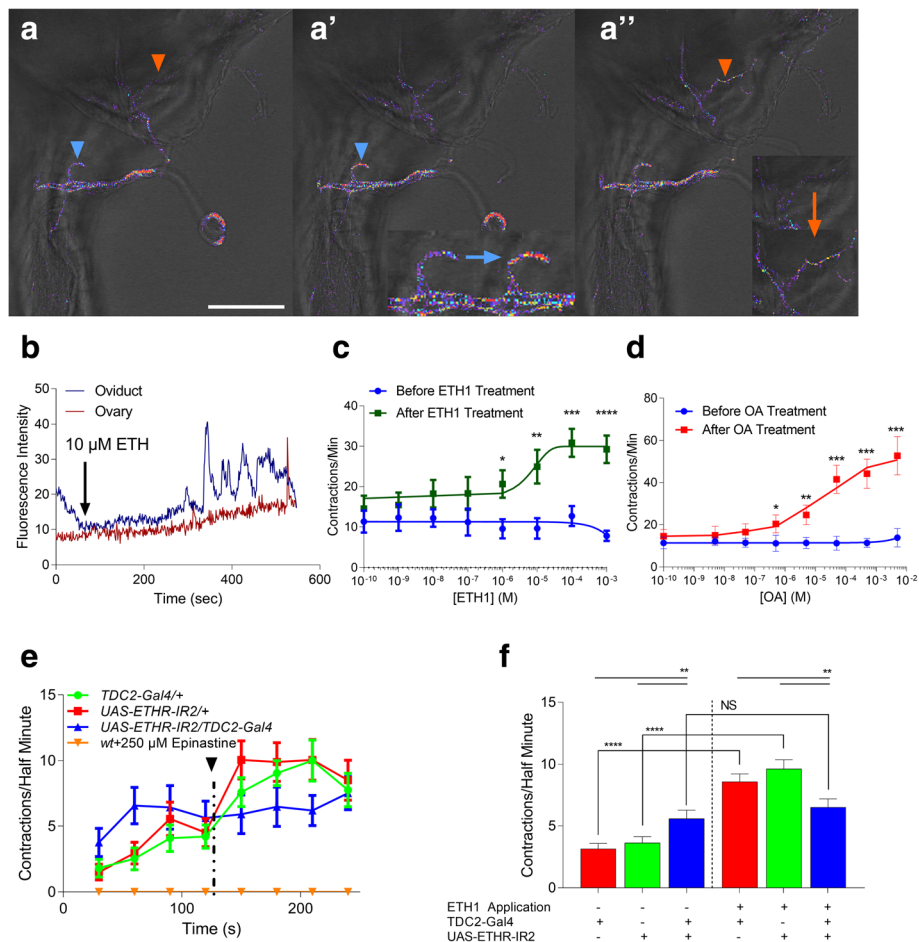 a
a'
a''
b
c
d
Oviduct
Ovary
10 µM ETH
Fluorescence Intensity
50
40
30
20
10
0
0
200
400
600
Time (sec)
Before ETH1 Treatment
After ETH1 Treatment
Contractions/Min
40
30
20
10
0
*
**
***
****
10-10
10-9
10-8
10-7
10-6
10-5
10-4
10-3
[ETH1] (M)
Before OA Treatment
After OA Treatment
Contractions/Min
80
60
40
20
0
*
**
***
***
***
10-10
10-9
10-8
10-7
10-6
10-5
10-4
10-3
10-2
[OA] (M)
e
TDC2-Gal4/+
UAS-ETHR-IR2/+
UAS-ETHR-IR2/TDC2-Gal4
wt+250 µM Epinastine
Contractions/Half Minute
15
10
5
0
0
100
200
Time (s)
f
Contractions/Half Minute
15
10
5
0
**
**
NS
****
****
ETH1 Application - - - + + +
TDC2-Gal4 + - + + - +
UAS-ETHR-IR2 - + + - + +